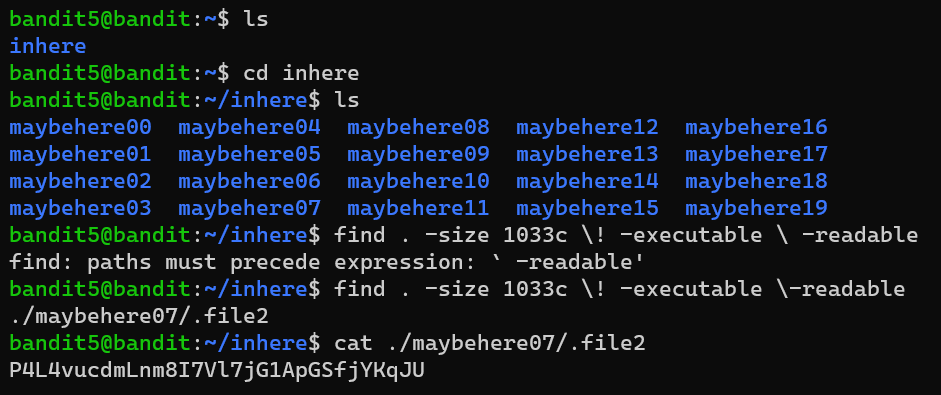 bandit5@bandit:~$ ls
inhere
bandit5@bandit:~$ cd inhere
bandit5@bandit:~/inhere$ ls
maybehere00  maybehere04  maybehere08  maybehere12  maybehere16
maybehere01  maybehere05  maybehere09  maybehere13  maybehere17
maybehere02  maybehere06  maybehere10  maybehere14  maybehere18
maybehere03  maybehere07  maybehere11  maybehere15  maybehere19
bandit5@bandit:~/inhere$ find . -size 1033c \! -executable \ -readable
find: paths must precede expression: ‘ -readable'
bandit5@bandit:~/inhere$ find . -size 1033c \! -executable \-readable
./maybehere07/.file2
bandit5@bandit:~/inhere$ cat ./maybehere07/.file2
P4L4vucdmLnm8I7Vl7jG1ApGSfjYKqJU